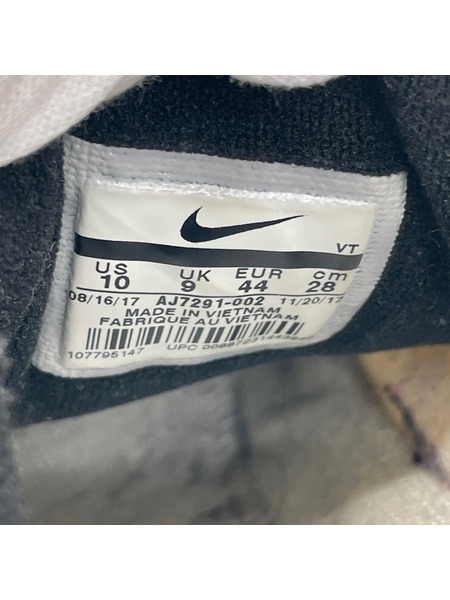 VT
US UK EUR cm
10 9 44 28
08/16/17 AJ7291-002 11/20/17
MADE IN VIETNAM
FABRIQUE AU VIETNAM
107795147 UPC